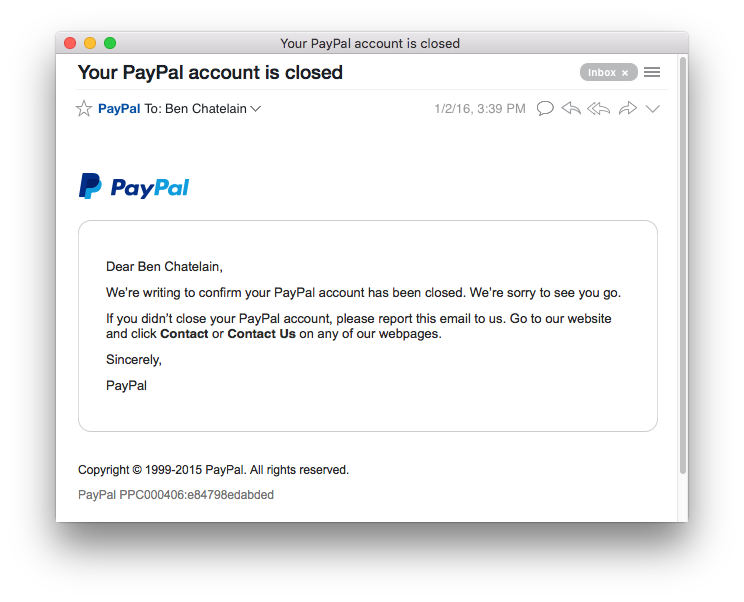 Your PayPal account is closed
Your PayPal account is closed
Inbox ×
PayPal To: Ben Chatelain
1/2/16, 3:39 PM
PayPal
Dear Ben Chatelain,
We're writing to confirm your PayPal account has been closed. We're sorry to see you go.
If you didn't close your PayPal account, please report this email to us. Go to our website
and click Contact or Contact Us on any of our webpages.
Sincerely,
PayPal
Copyright © 1999-2015 PayPal. All rights reserved.
PayPal PPC000406:e84798edabded